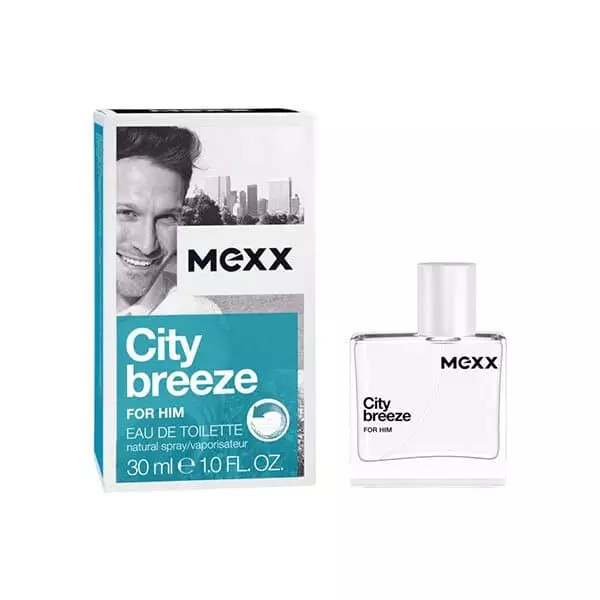 MEXX
City
breeze
FOR HIM
EAU DE TOILETTE
natural spray/vaporisateur
30 ml e 1.0 FL. OZ.
MEXX
City
breeze
FOR HIM